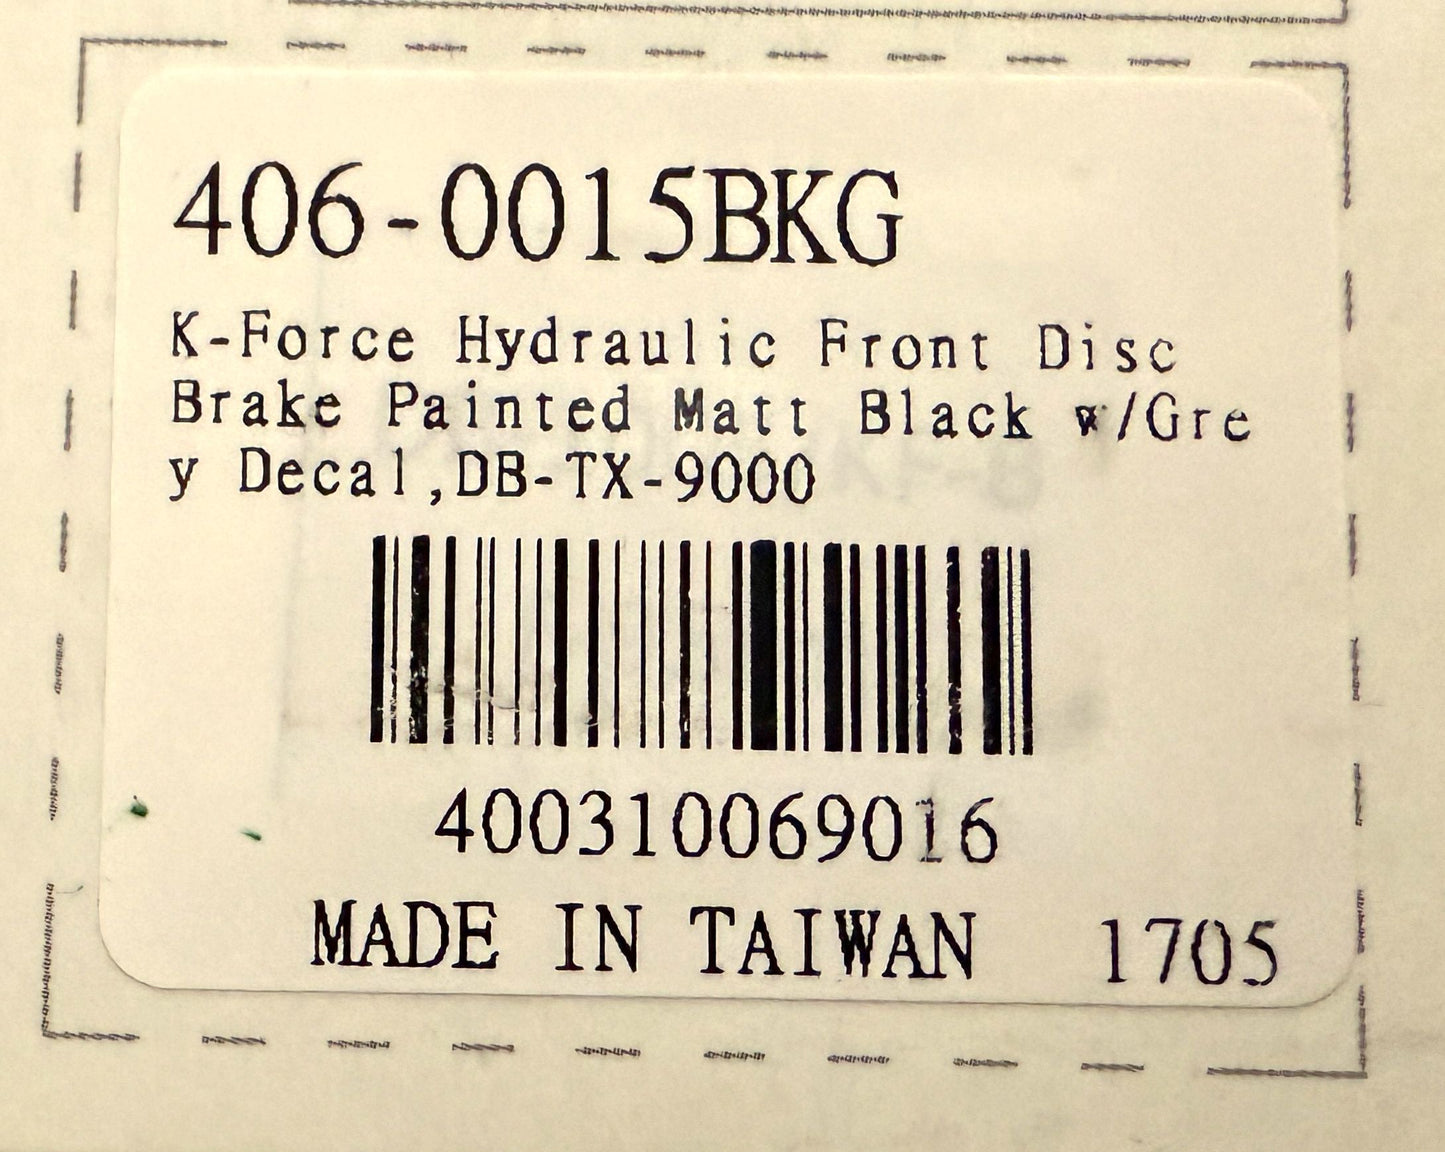 406-0015BKG
K-Force Hydraulic Front Disc
Brake Painted Matt Black w/Gre
y Decal,DB-TX-9000
400310069016
MADE IN TAIWAN 1705